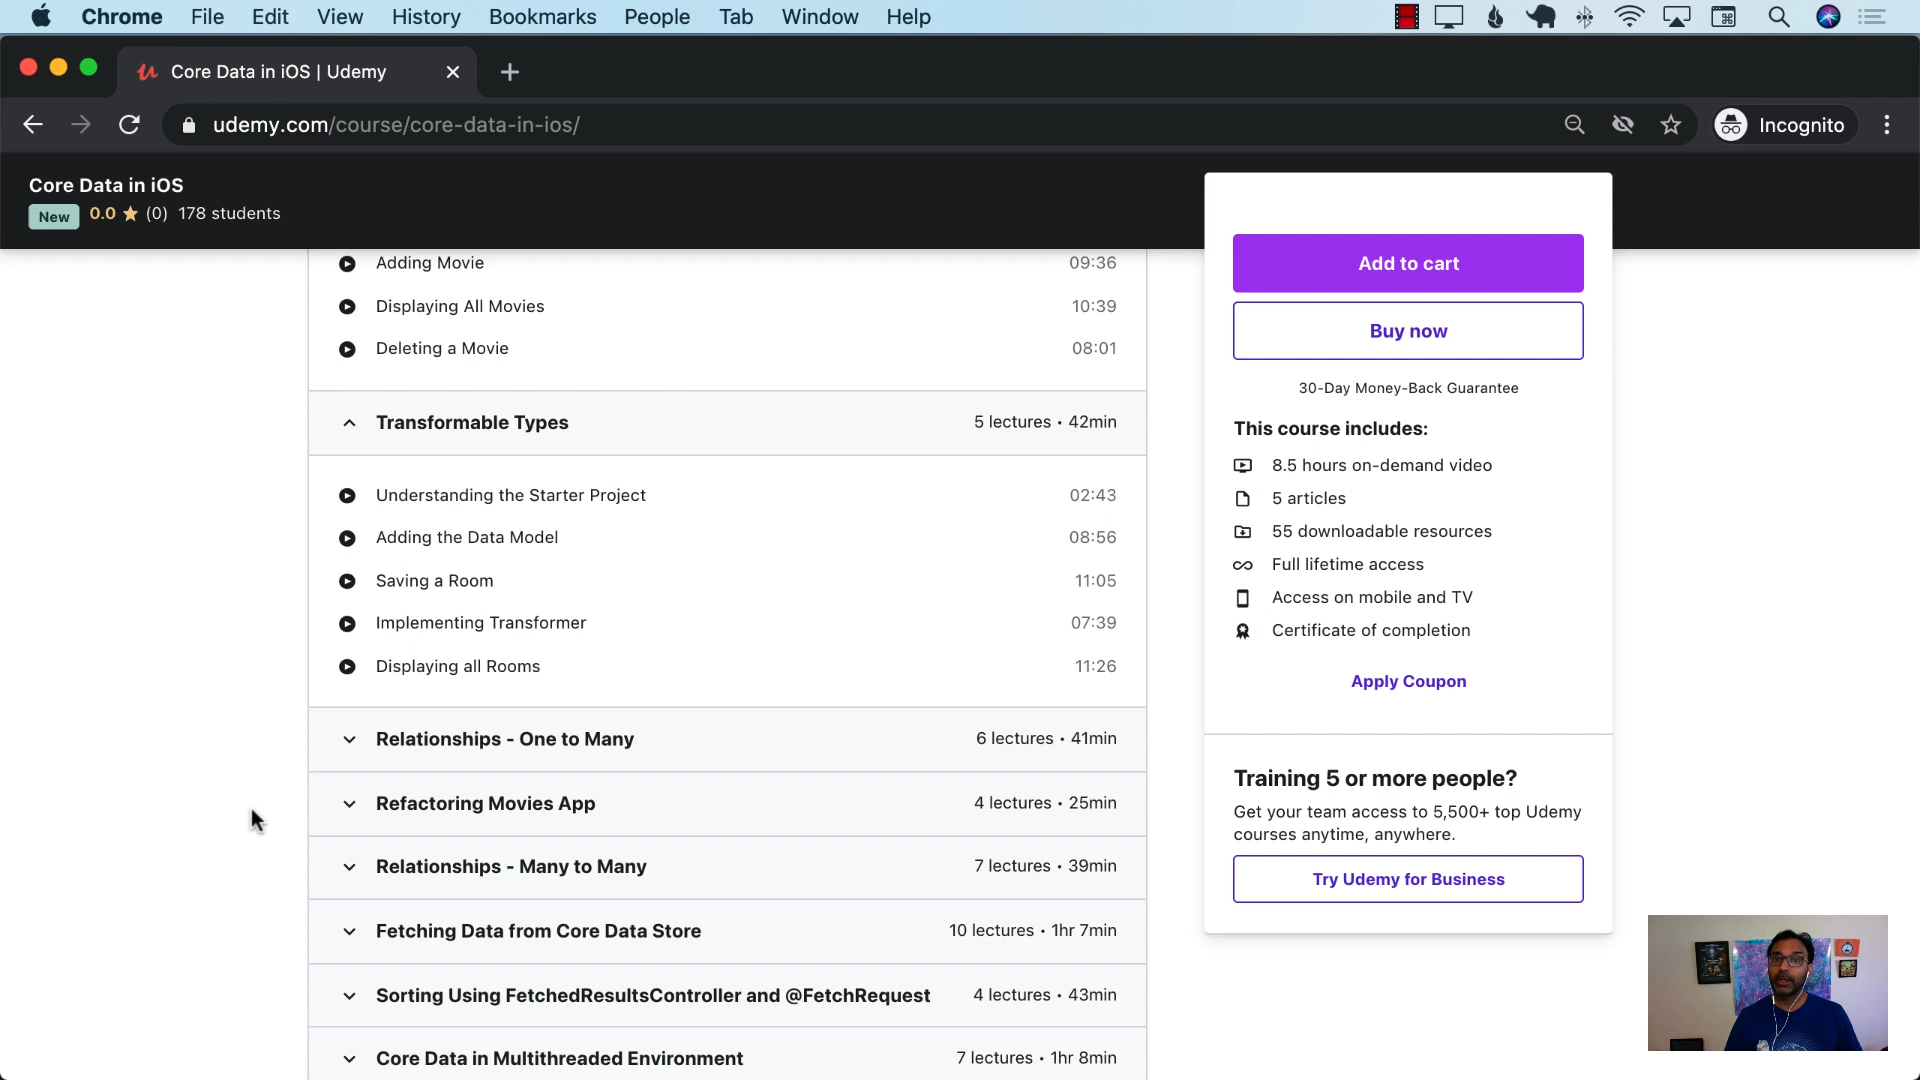 Chrome File Edit View History Bookmarks People Tab Window Help
Core Data in iOS | Udemy
udemy.com/course/core-data-in-ios/
Incognito
Core Data in iOS
New 0.0 (0) 178 students
Adding Movie 09:36
Displaying All Movies 10:39
Deleting a Movie 08:01
Transformable Types 5 lectures • 42min
Understanding the Starter Project 02:43
Adding the Data Model 08:56
Saving a Room 11:05
Implementing Transformer 07:39
Displaying all Rooms 11:26
Relationships - One to Many 6 lectures • 41min
Refactoring Movies App 4 lectures • 25min
Relationships - Many to Many 7 lectures • 39min
Fetching Data from Core Data Store 10 lectures • 1hr 7min
Sorting Using FetchedResultsController and @FetchRequest 4 lectures • 43min
Core Data in Multithreaded Environment 7 lectures • 1hr 8min
Add to cart
Buy now
30-Day Money-Back Guarantee
This course includes:
8.5 hours on-demand video
5 articles
55 downloadable resources
Full lifetime access
Access on mobile and TV
Certificate of completion
Apply Coupon
Training 5 or more people?
Get your team access to 5,500+ top Udemy
courses anytime, anywhere.
Try Udemy for Business